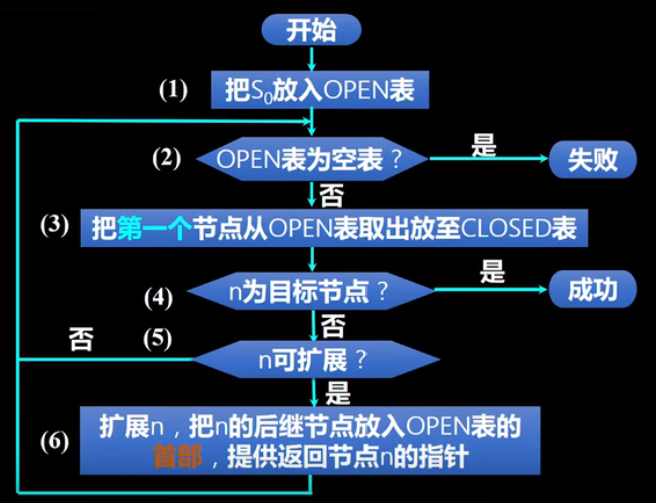 开始
(1)
把S₀放入OPEN表
(2)
OPEN表为空表？
是
失败
否
(3)
把第一个节点从OPEN表取出放至CLOSED表
(4)
n为目标节点？
是
成功
否
否
(5)
n可扩展？
是
(6)
扩展n，把n的后继节点放入OPEN表的
首部，提供返回节点n的指针